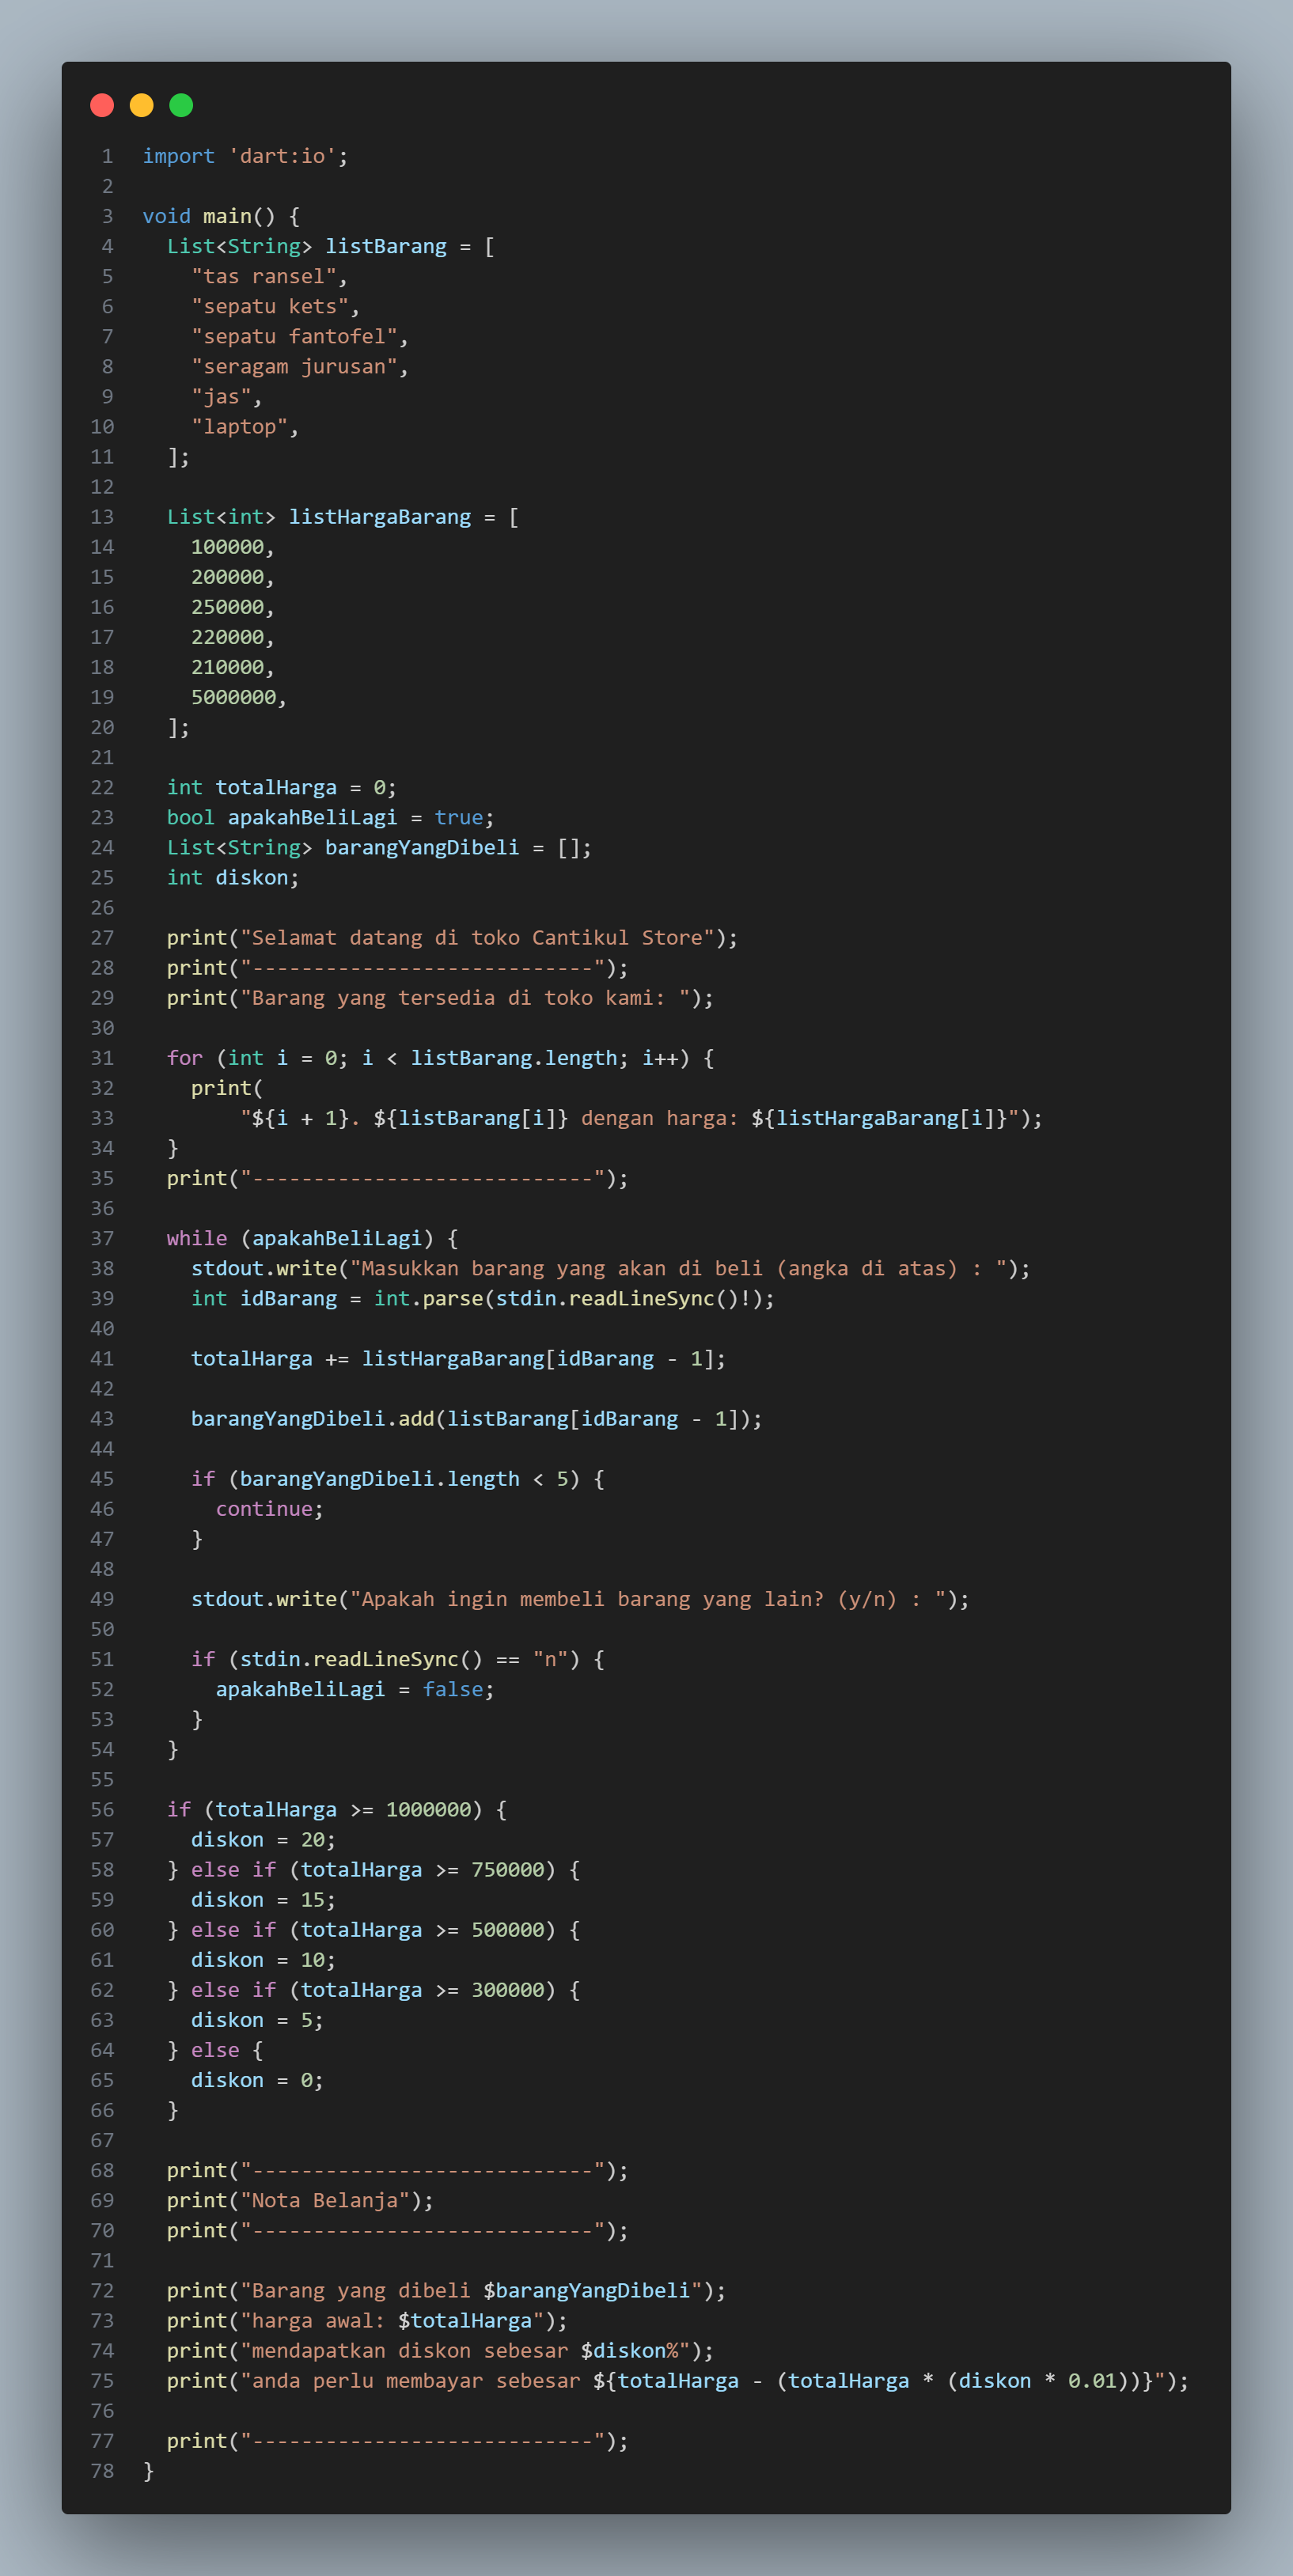 1 import 'dart:io';
2
3 void main() {
4   List<String> listBarang = [
5     "tas ransel",
6     "sepatu kets",
7     "sepatu fantofel",
8     "seragam jurusan",
9     "jas",
10     "laptop",
11   ];
12
13   List<int> listHargaBarang = [
14     100000,
15     200000,
16     250000,
17     220000,
18     210000,
19     5000000,
20   ];
21
22   int totalHarga = 0;
23   bool apakahBeliLagi = true;
24   List<String> barangYangDibeli = [];
25   int diskon;
26
27   print("Selamat datang di toko Cantikul Store");
28   print("----------------------------");
29   print("Barang yang tersedia di toko kami: ");
30
31   for (int i = 0; i < listBarang.length; i++) {
32     print(
33         "${i + 1}. ${listBarang[i]} dengan harga: ${listHargaBarang[i]}");
34   }
35   print("----------------------------");
36
37   while (apakahBeliLagi) {
38     stdout.write("Masukkan barang yang akan di beli (angka di atas) : ");
39     int idBarang = int.parse(stdin.readLineSync()!);
40
41     totalHarga += listHargaBarang[idBarang - 1];
42
43     barangYangDibeli.add(listBarang[idBarang - 1]);
44
45     if (barangYangDibeli.length < 5) {
46       continue;
47     }
48
49     stdout.write("Apakah ingin membeli barang yang lain? (y/n) : ");
50
51     if (stdin.readLineSync() == "n") {
52       apakahBeliLagi = false;
53     }
54   }
55
56   if (totalHarga >= 1000000) {
57     diskon = 20;
58   } else if (totalHarga >= 750000) {
59     diskon = 15;
60   } else if (totalHarga >= 500000) {
61     diskon = 10;
62   } else if (totalHarga >= 300000) {
63     diskon = 5;
64   } else {
65     diskon = 0;
66   }
67
68   print("----------------------------");
69   print("Nota Belanja");
70   print("----------------------------");
71
72   print("Barang yang dibeli $barangYangDibeli");
73   print("harga awal: $totalHarga");
74   print("mendapatkan diskon sebesar $diskon%");
75   print("anda perlu membayar sebesar ${totalHarga - (totalHarga * (diskon * 0.01))}");
76
77   print("----------------------------");
78 }